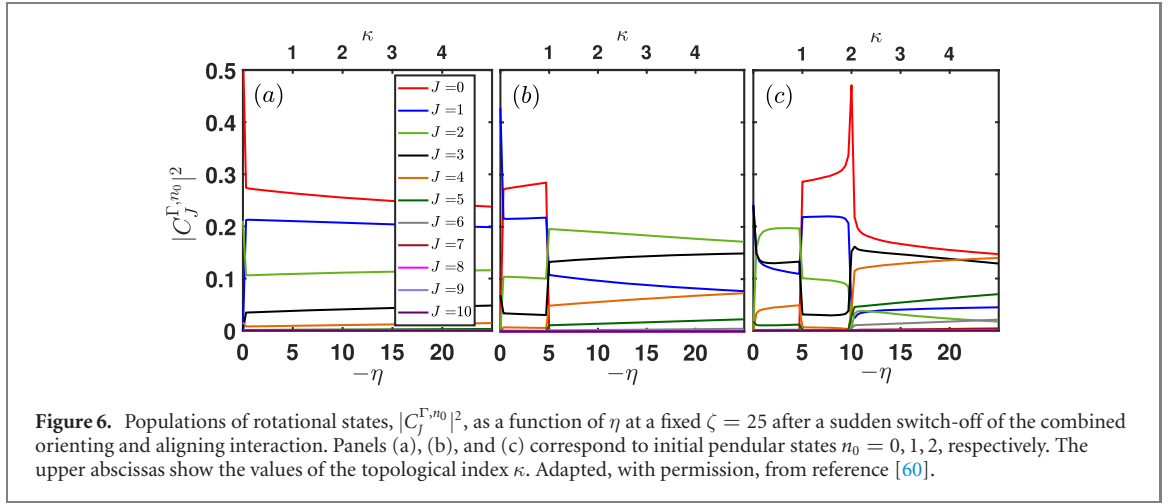 κ κ κ
1 2 3 4 1 2 3 4 1 2 3 4
0.5 (a) (b) (c)
J =0
J =1
0.4 J =2
J =3
0.3 J =4
J =5
|C_J^{Γ,n_0}|^2
0.2 J =6
J =7
J =8
0.1 J =9
J =10
0
0 5 10 15 20 0 5 10 15 20 0 5 10 15 20
−η −η −η
Figure 6. Populations of rotational states, |C_J^{Γ,n_0}|^2, as a function of η at a fixed ζ = 25 after a sudden switch-off of the combined
orienting and aligning interaction. Panels (a), (b), and (c) correspond to initial pendular states n_0 = 0, 1, 2, respectively. The
upper abscissas show the values of the topological index κ. Adapted, with permission, from reference [60].